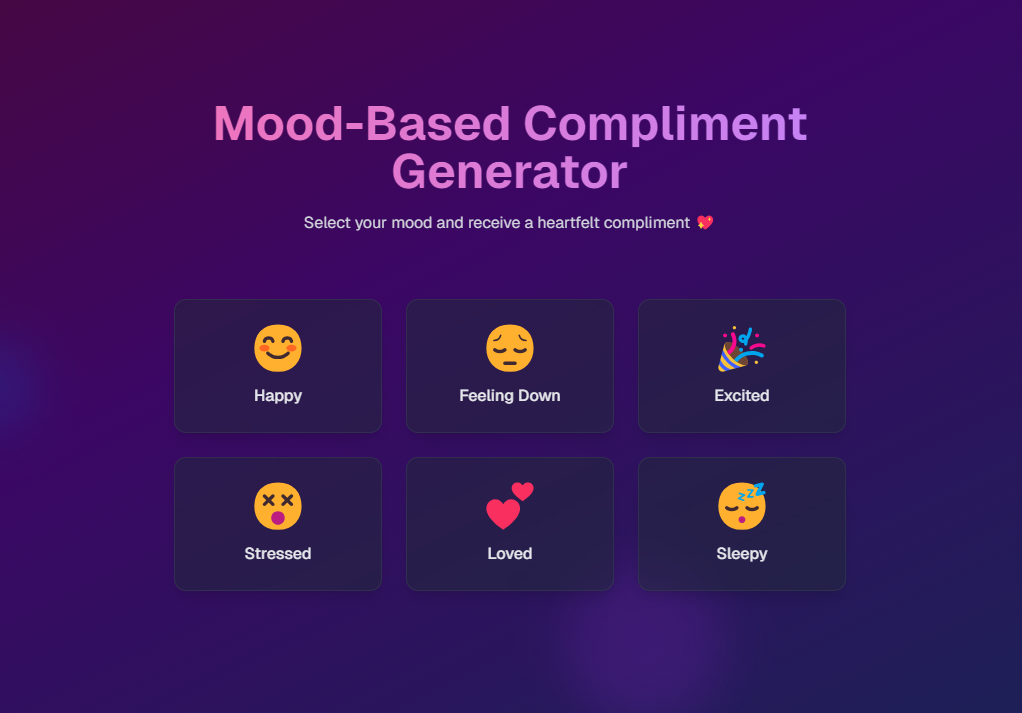 Mood-Based Compliment
Generator
Select your mood and receive a heartfelt compliment 💖
Happy
Feeling Down
Excited
Stressed
Loved
Sleepy